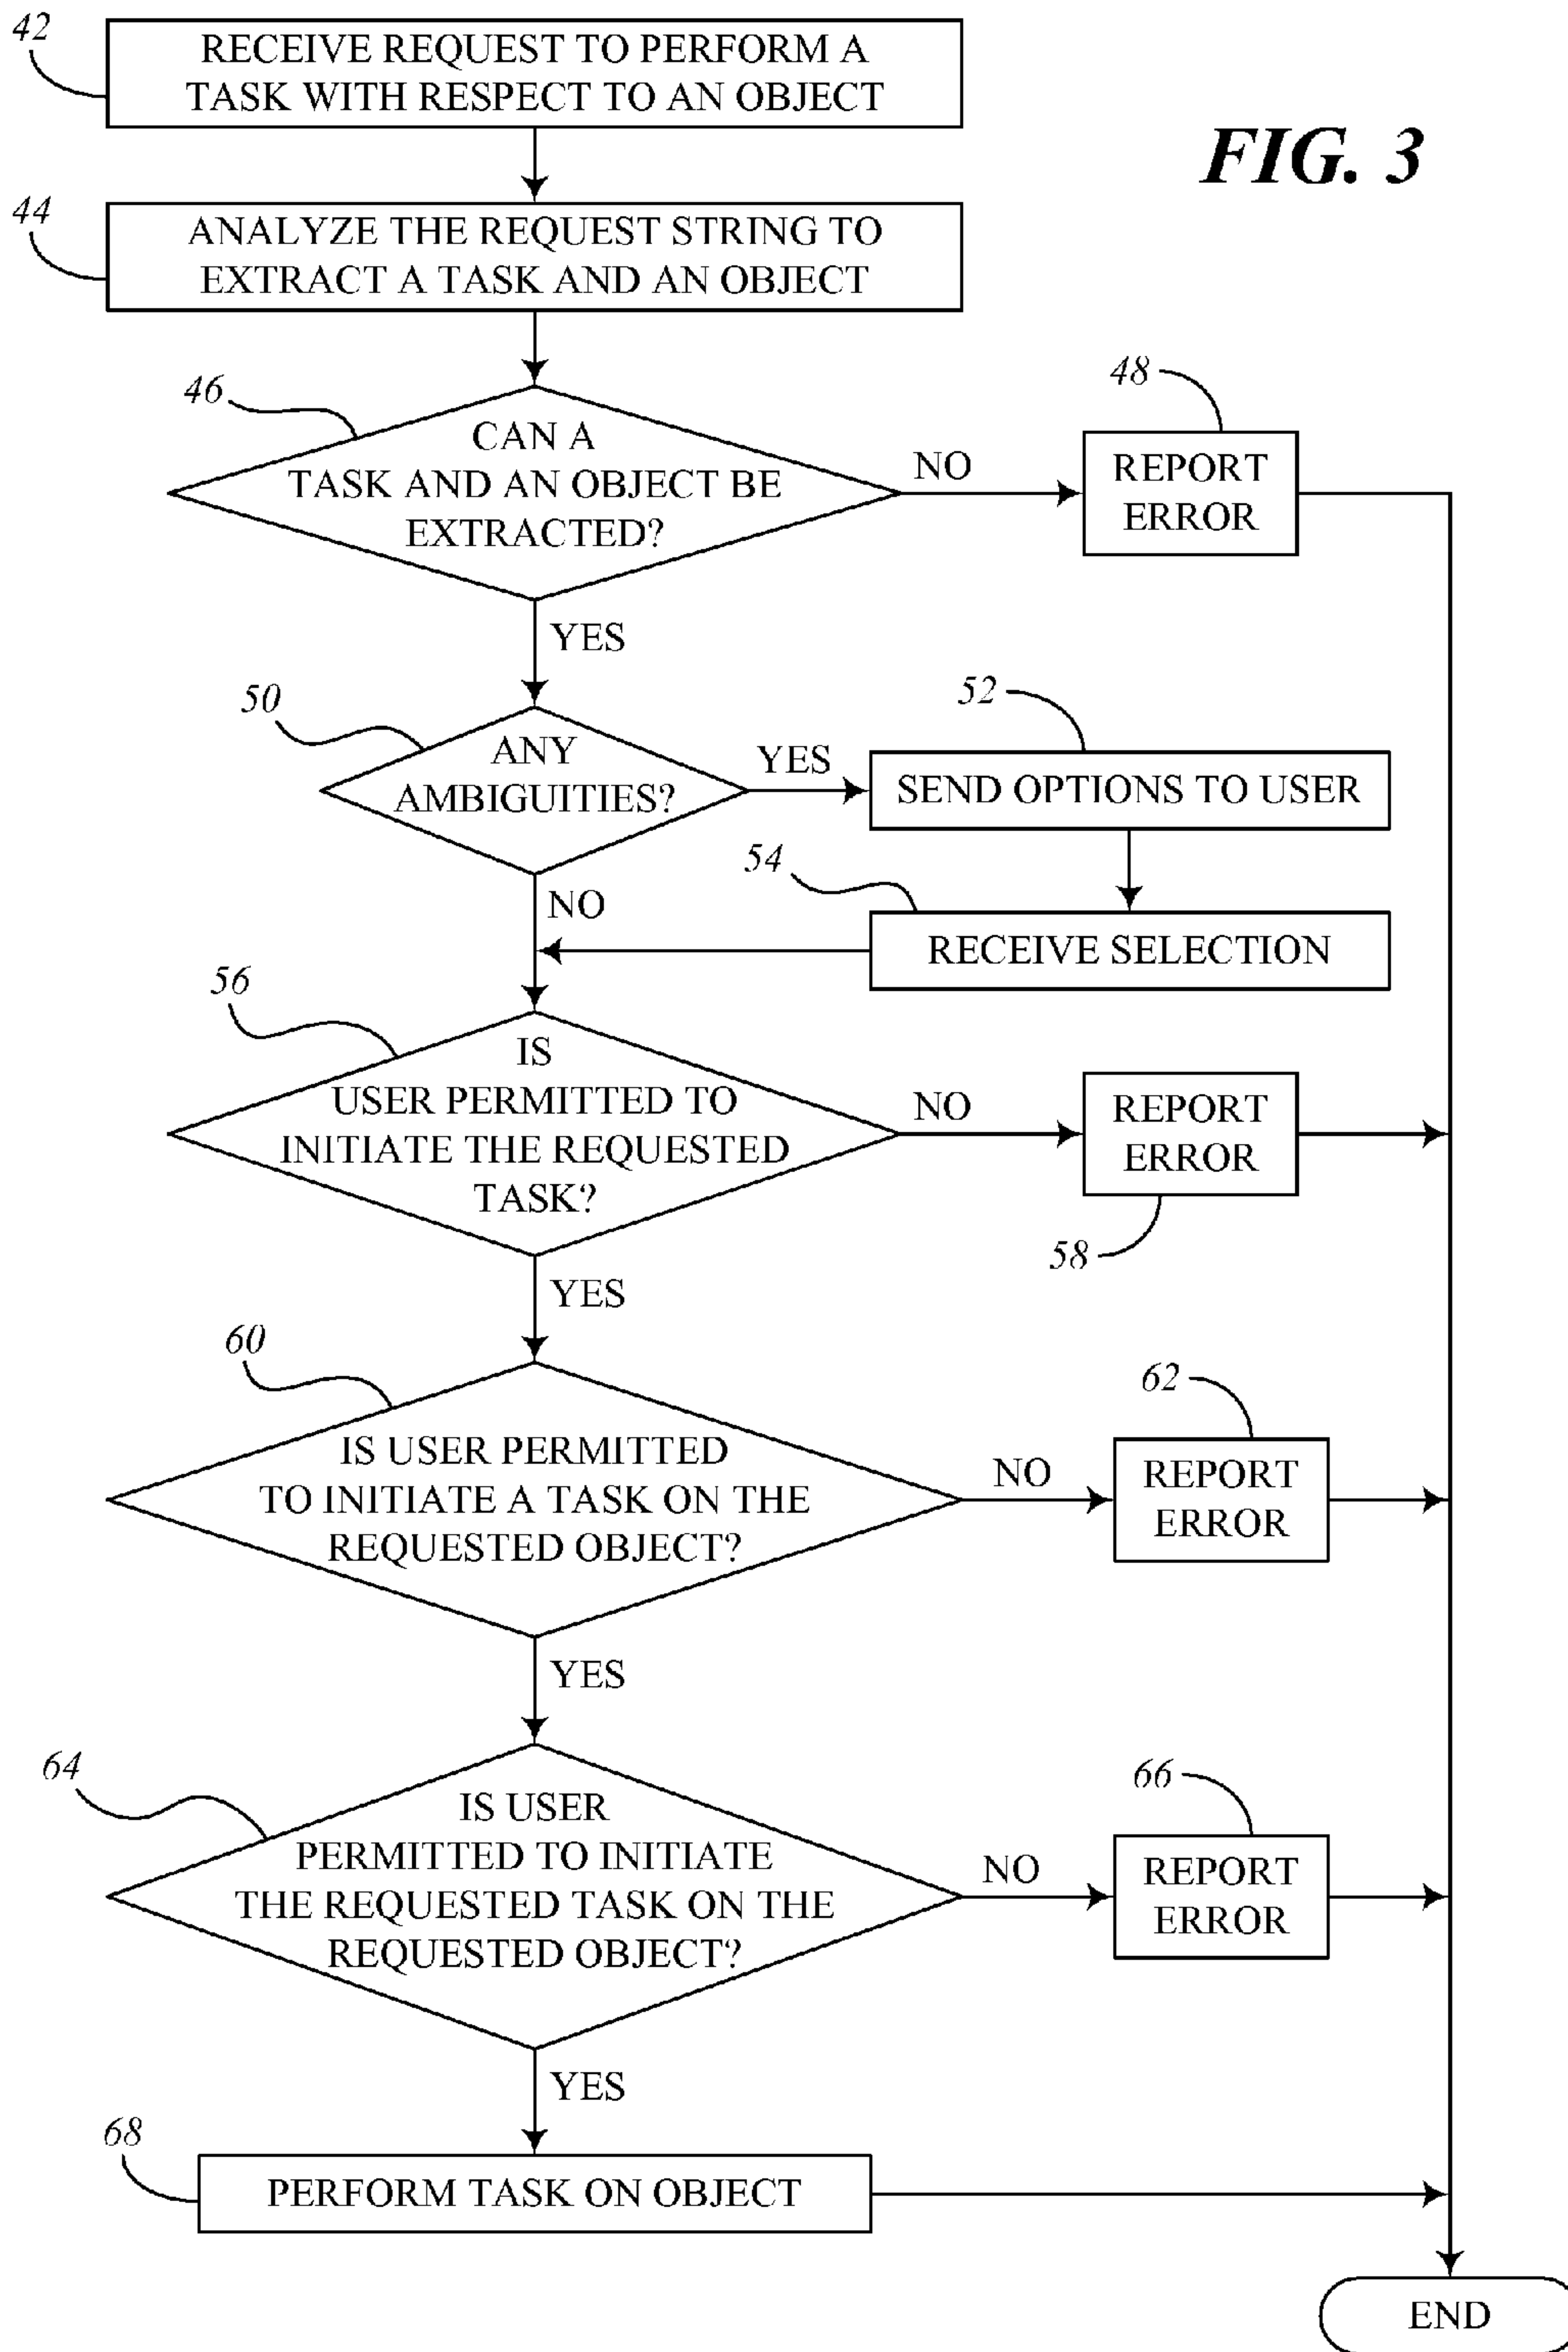 42
RECEIVE REQUEST TO PERFORM A
TASK WITH RESPECT TO AN OBJECT
FIG. 3
44
ANALYZE THE REQUEST STRING TO
EXTRACT A TASK AND AN OBJECT
46
CAN A
TASK AND AN OBJECT BE
EXTRACTED?
NO
48
REPORT
ERROR
YES
50
ANY
AMBIGUITIES?
YES
52
SEND OPTIONS TO USER
54
RECEIVE SELECTION
NO
56
IS
USER PERMITTED TO
INITIATE THE REQUESTED
TASK?
NO
REPORT
ERROR
58
YES
60
IS USER PERMITTED
TO INITIATE A TASK ON THE
REQUESTED OBJECT?
NO
62
REPORT
ERROR
YES
64
IS USER
PERMITTED TO INITIATE
THE REQUESTED TASK ON THE
REQUESTED OBJECT?
NO
66
REPORT
ERROR
YES
68
PERFORM TASK ON OBJECT
END